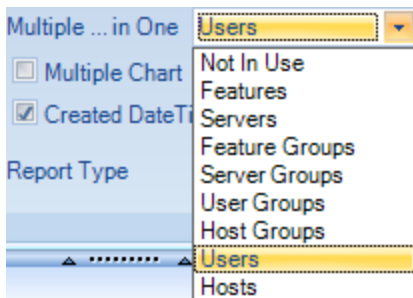 Multiple ... in One Users
Not In Use
Multiple Chart
Features
Created DateTi
Servers
Feature Groups
Report Type
Server Groups
User Groups
Host Groups
Users
Hosts